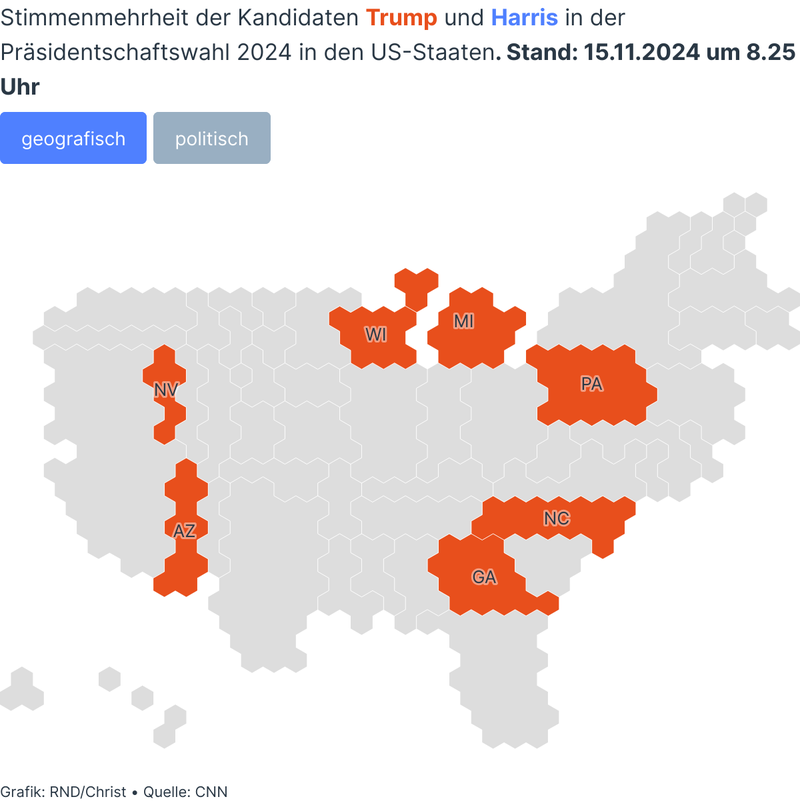 Stimmenmehrheit der Kandidaten Trump und Harris in der
Präsidentschaftswahl 2024 in den US-Staaten. Stand: 15.11.2024 um 8.25
Uhr
geografisch politisch
WI
MI
NV
PA
NC
AZ
GA
Grafik: RND/Christ • Quelle: CNN